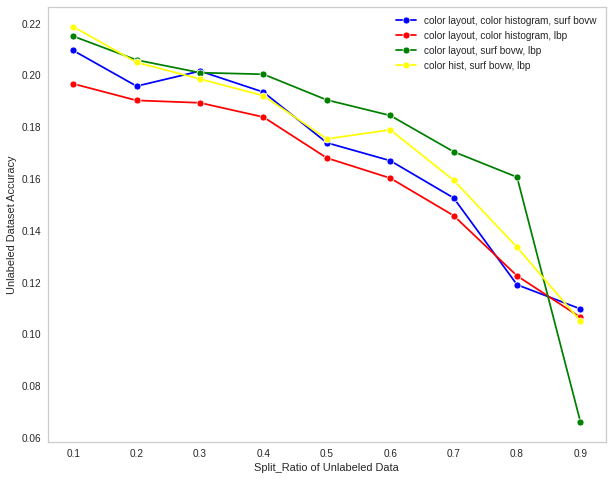 color layout, color histogram, surf bovw
color layout, color histogram, lbp
color layout, surf bovw, lbp
color hist, surf bovw, lbp
0.22
0.20
0.18
0.16
0.14
0.12
0.10
0.08
0.06
Unlabeled Dataset Accuracy
0.1 0.2 0.3 0.4 0.5 0.6 0.7 0.8 0.9
Split_Ratio of Unlabeled Data